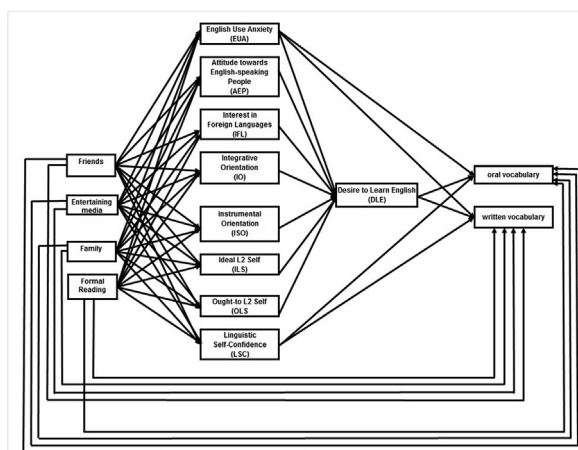 English Use Anxiety
(EUA)
Attitude towards
English-speaking
People
(AEP)
Interest in
Foreign Languages
(IFL)
Integrative
Orientation
(IO)
Instrumental
Orientation
(ISO)
Ideal L2 Self
(ILS)
Ought-to L2 Self
(OLS
Linguistic
Self-Confidence
(LSC)
Friends
Entertaining
media
Family
Formal
Reading
Desire to Learn English
(DLE)
oral vocabulary
written vocabulary